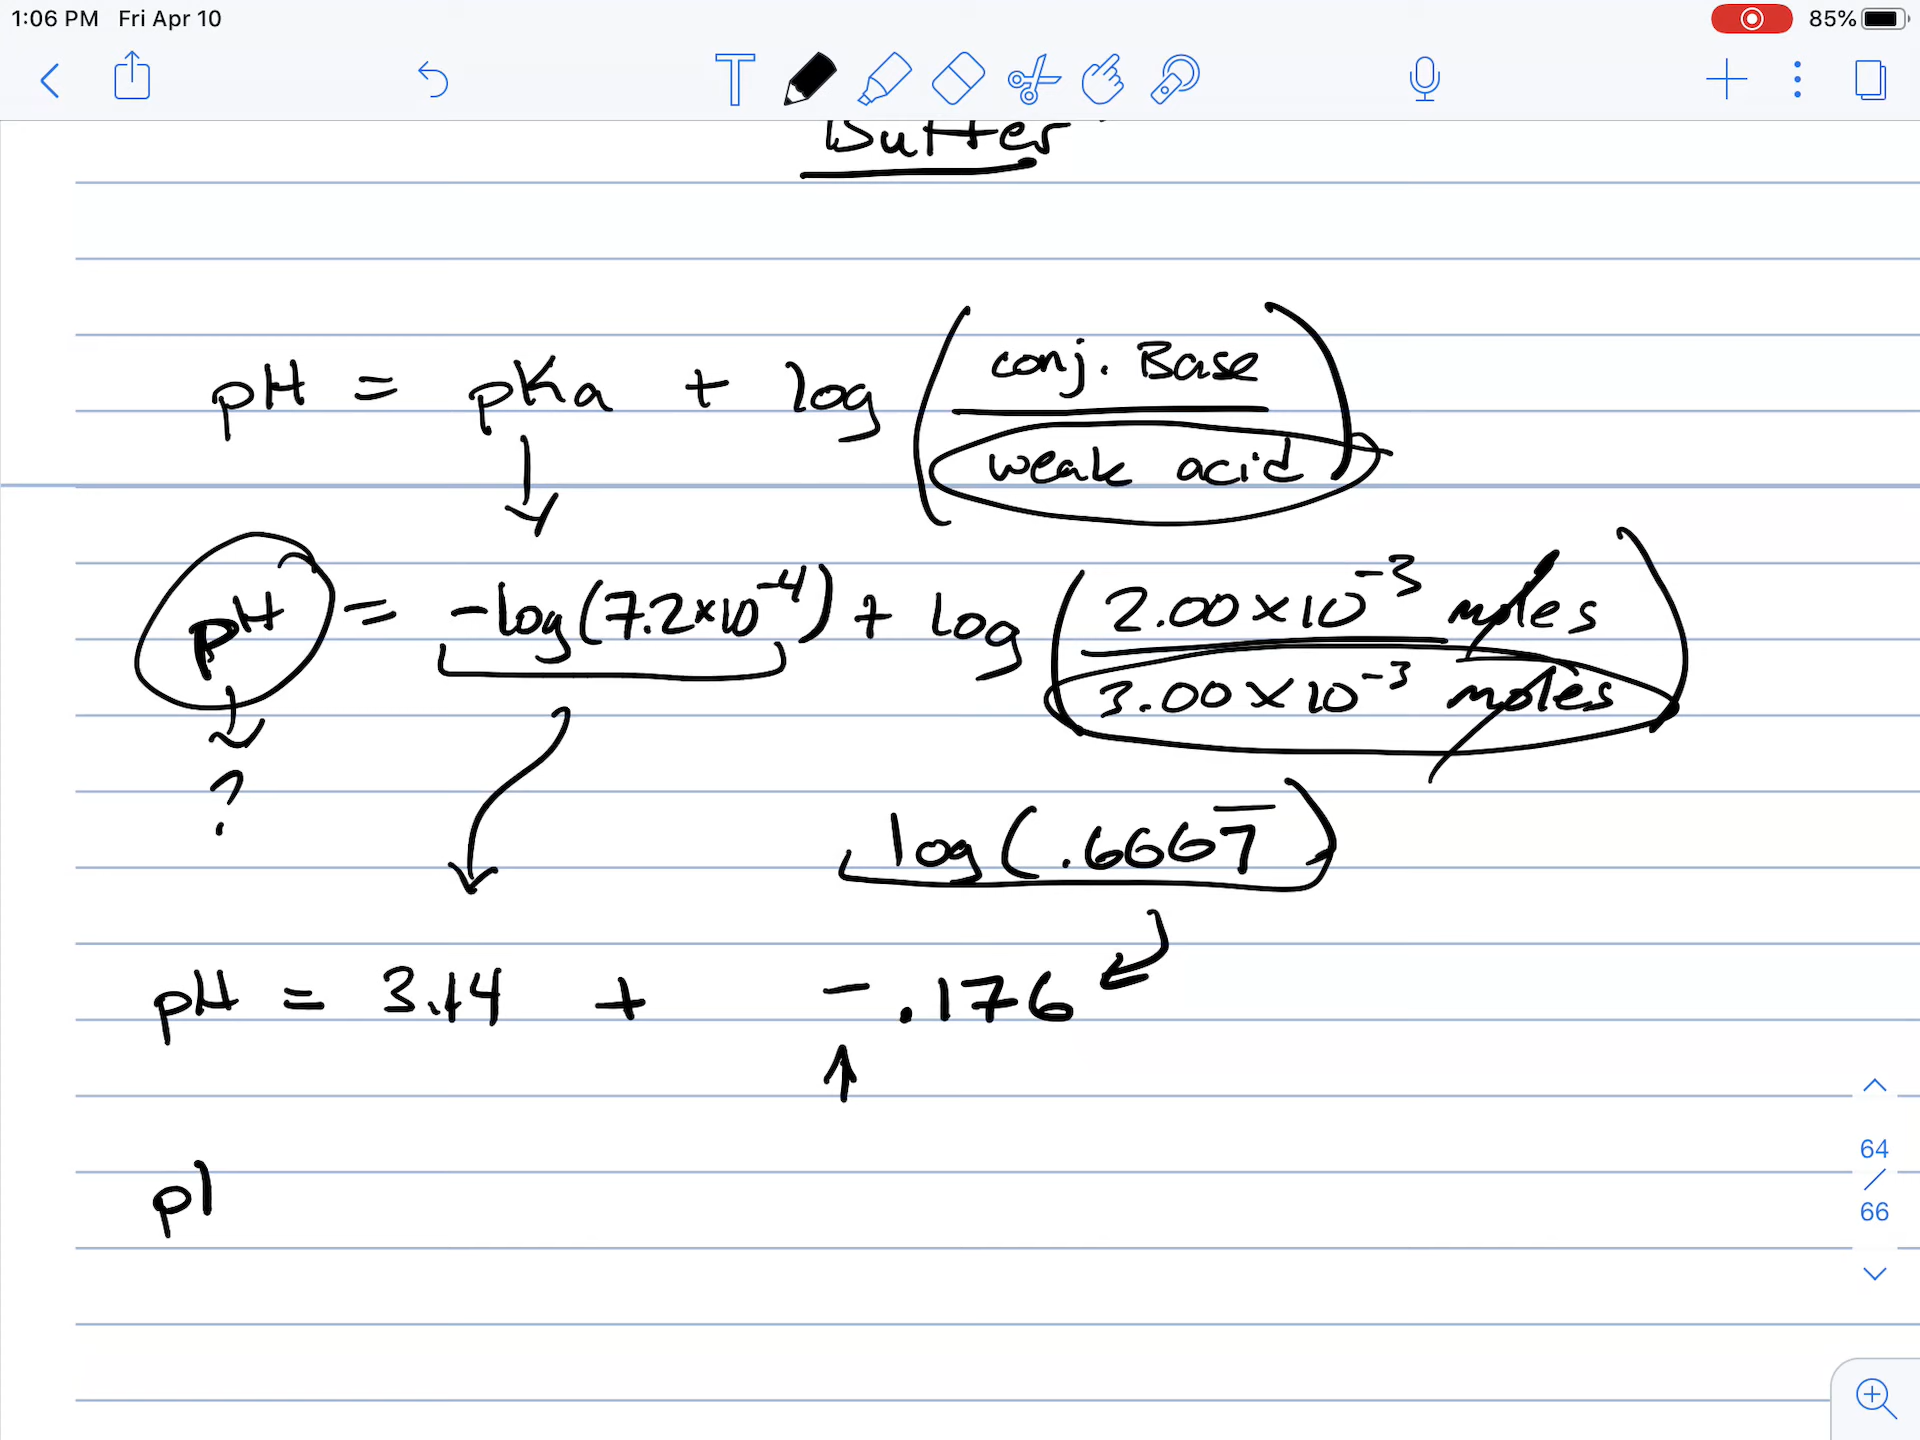 1:06 PM Fri Apr 10 85%
T
Buffer
pH = pKa + log (conj. Base / weak acid)
pH = -log(7.2×10⁻⁴) + log (2.00×10⁻³ moles / 3.00×10⁻³ moles)
?
log(.6667̅)
pH = 3.14 + -.176
pl
64
/
66